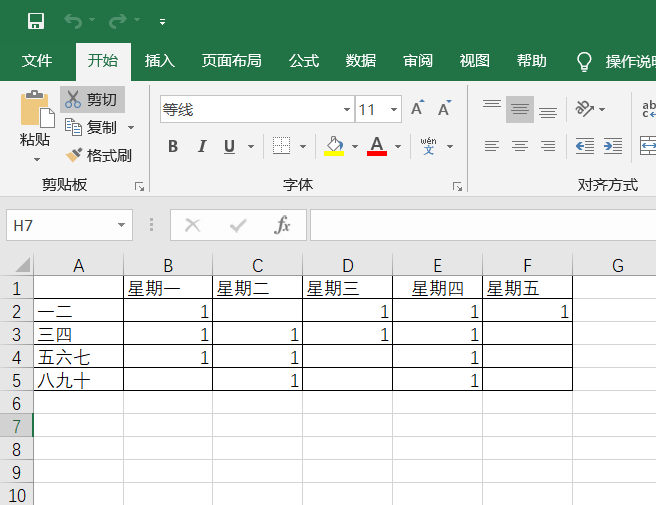 文件 开始 插入 页面布局 公式 数据 审阅 视图 帮助 操作说明
剪切
复制
格式刷
粘贴
等线 11 A A
B I U A wén 文
ab
c
剪贴板 字体 对齐方式
H7 fx
A B C D E F G
1 星期一 星期二 星期三 星期四 星期五
2 一二 1 1 1 1
3 三四 1 1 1 1
4 五六七 1 1 1
5 八九十 1 1
6
7
8
9
10